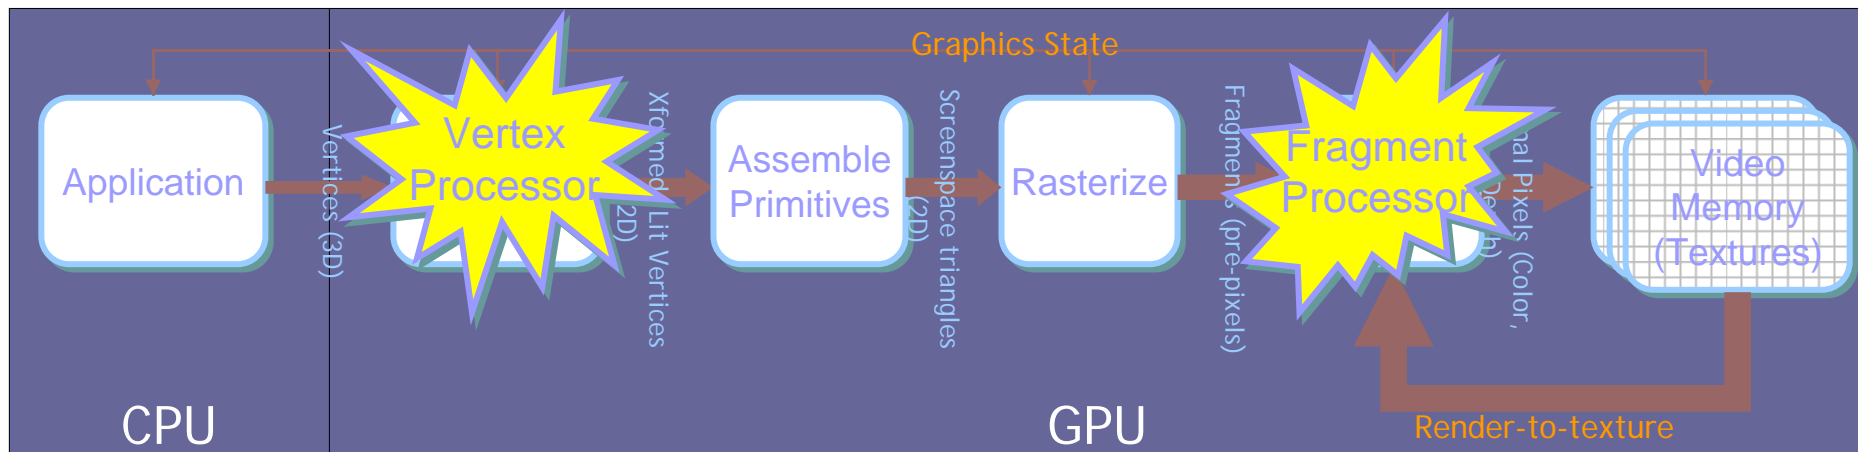 Graphics State
Application
Vertices (3D)
Vertex
Processor
Xformed, Lit Vertices
(2D)
Assemble
Primitives
Screenspace triangles
(2D)
Rasterize
Fragments (pre-pixels)
Fragment
Processor
Pixels (Color,
Video
Memory
(Textures)
CPU
GPU
Render-to-texture